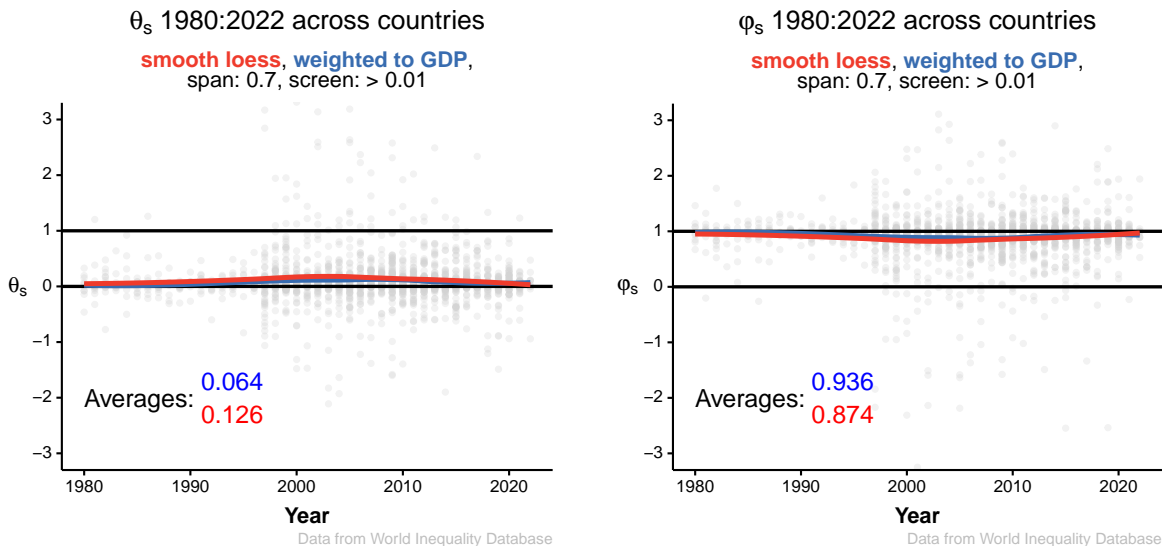 θs 1980:2022 across countries
smooth loess, weighted to GDP,
span: 0.7, screen: > 0.01
3
2
1
θs
0
−1
−2
−3
Averages:
0.064
0.126
1980
1990
2000
2010
2020
Year
Data from World Inequality Database
φs 1980:2022 across countries
smooth loess, weighted to GDP,
span: 0.7, screen: > 0.01
3
2
1
φs
0
−1
−2
−3
Averages:
0.936
0.874
1980
1990
2000
2010
2020
Year
Data from World Inequality Database